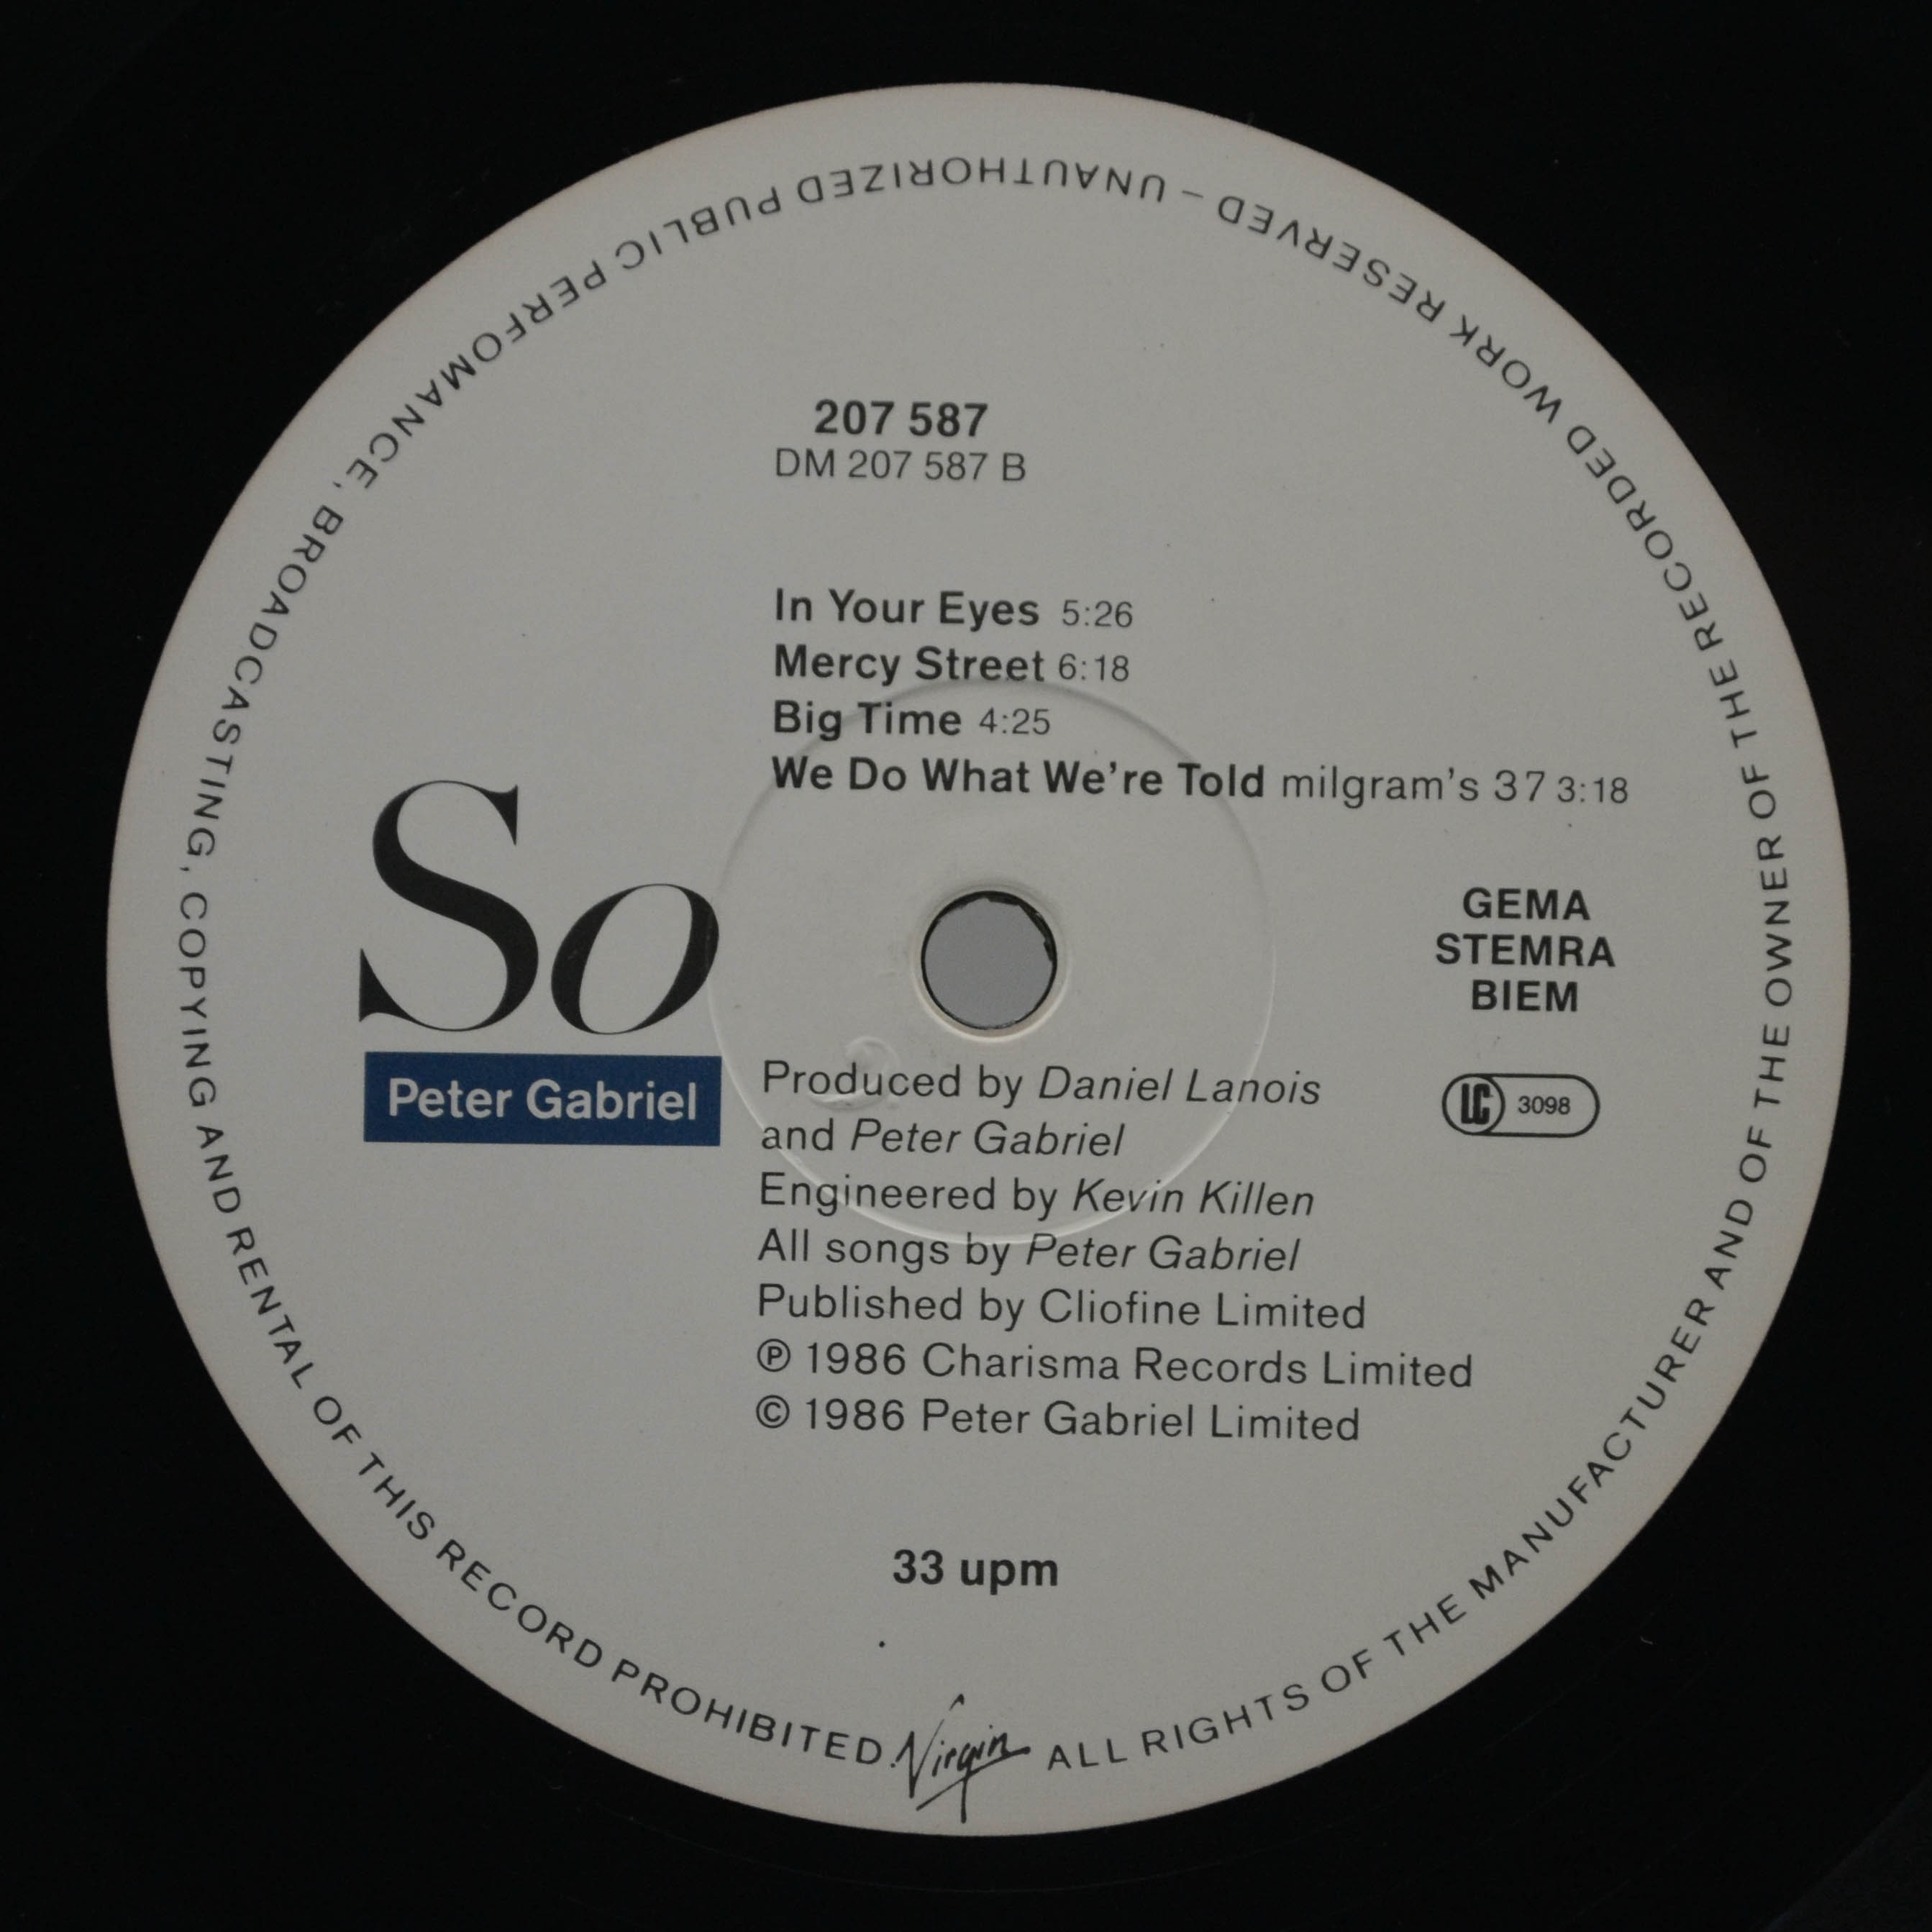 207 587
DM 207 587 B
In Your Eyes 5:26
Mercy Street 6:18
Big Time 4:25
We Do What We're Told milgram's 37 3:18
So
Peter Gabriel
GEMA
STEMRA
BIEM
LC 3098
Produced by Daniel Lanois
and Peter Gabriel
Engineered by Kevin Killen
All songs by Peter Gabriel
Published by Cliofine Limited
℗ 1986 Charisma Records Limited
© 1986 Peter Gabriel Limited
33 upm
Virgin
ALL RIGHTS OF THE MANUFACTURER AND OF THE OWNER OF THE RECORDED WORK RESERVED – UNAUTHORIZED PUBLIC PERFOMANCE, BROADCASTING, COPYING AND RENTAL OF THIS RECORD PROHIBITED.